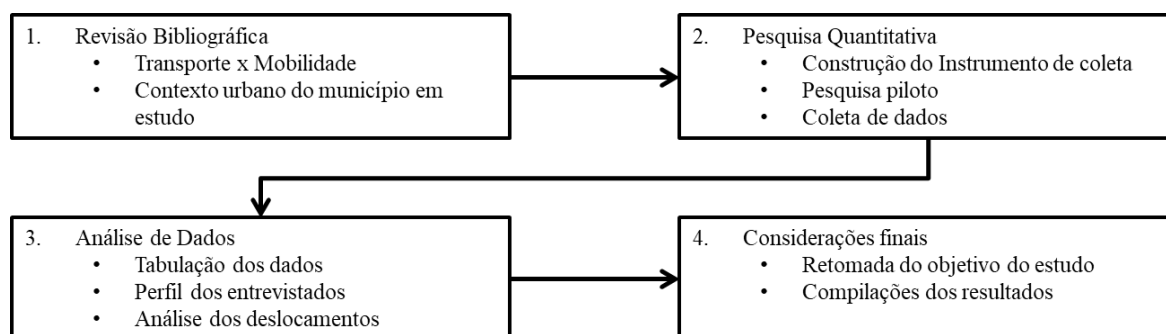 1. Revisão Bibliográfica
• Transporte x Mobilidade
• Contexto urbano do município em
estudo
2. Pesquisa Quantitativa
• Construção do Instrumento de coleta
• Pesquisa piloto
• Coleta de dados
3. Análise de Dados
• Tabulação dos dados
• Perfil dos entrevistados
• Análise dos deslocamentos
4. Considerações finais
• Retomada do objetivo do estudo
• Compilações dos resultados